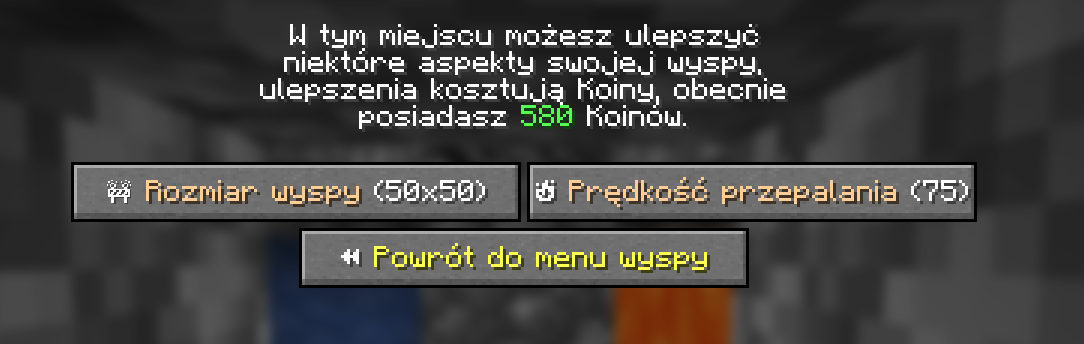 W tym miejscu możesz ulepszyć
niektóre aspekty swojej wyspy,
ulepszenia kosztują Koiny, obecnie
posiadasz 580 Koinów.
Rozmiar wyspy (50x50)
Prędkość przepalania (75)
Powrót do menu wyspy